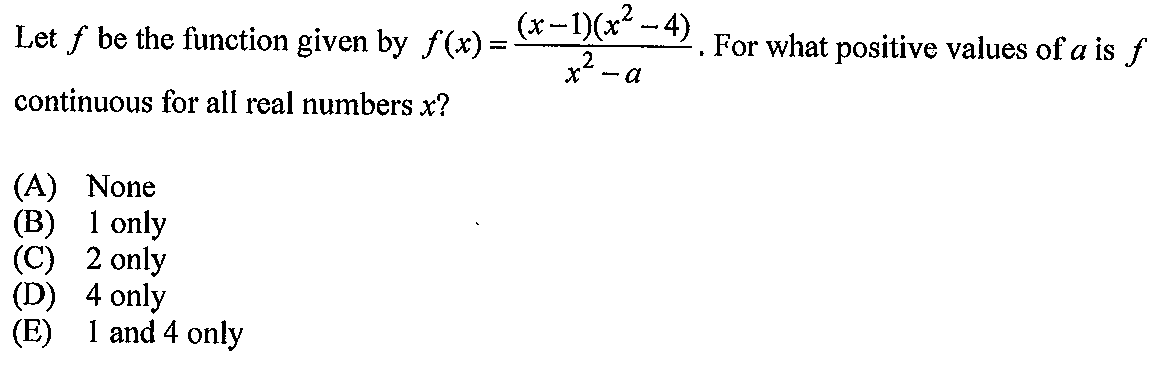 Let f be the function given by f(x) = \frac{(x-1)(x^2-4)}{x^2-a}. For what positive values of a is f
continuous for all real numbers x?
(A) None
(B) 1 only
(C) 2 only
(D) 4 only
(E) 1 and 4 only